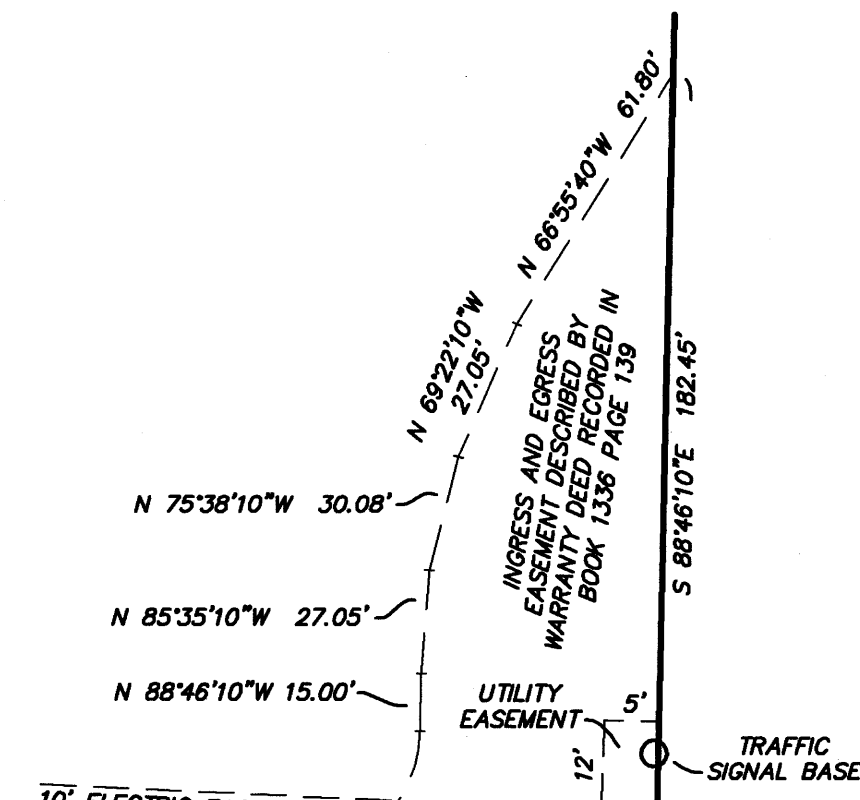 N 66°55'40"W 61.80'
N 69°22'10"W
27.05'
INGRESS AND EGRESS
EASEMENT DESCRIBED BY
WARRANTY DEED RECORDED IN
BOOK 1336 PAGE 139
S 88°46'10"E 182.45'
N 75°38'10"W 30.08'
N 85°35'10"W 27.05'
N 88°46'10"W 15.00'
UTILITY
EASEMENT
5'
12'
TRAFFIC
SIGNAL BASE
10' ELECTRIC